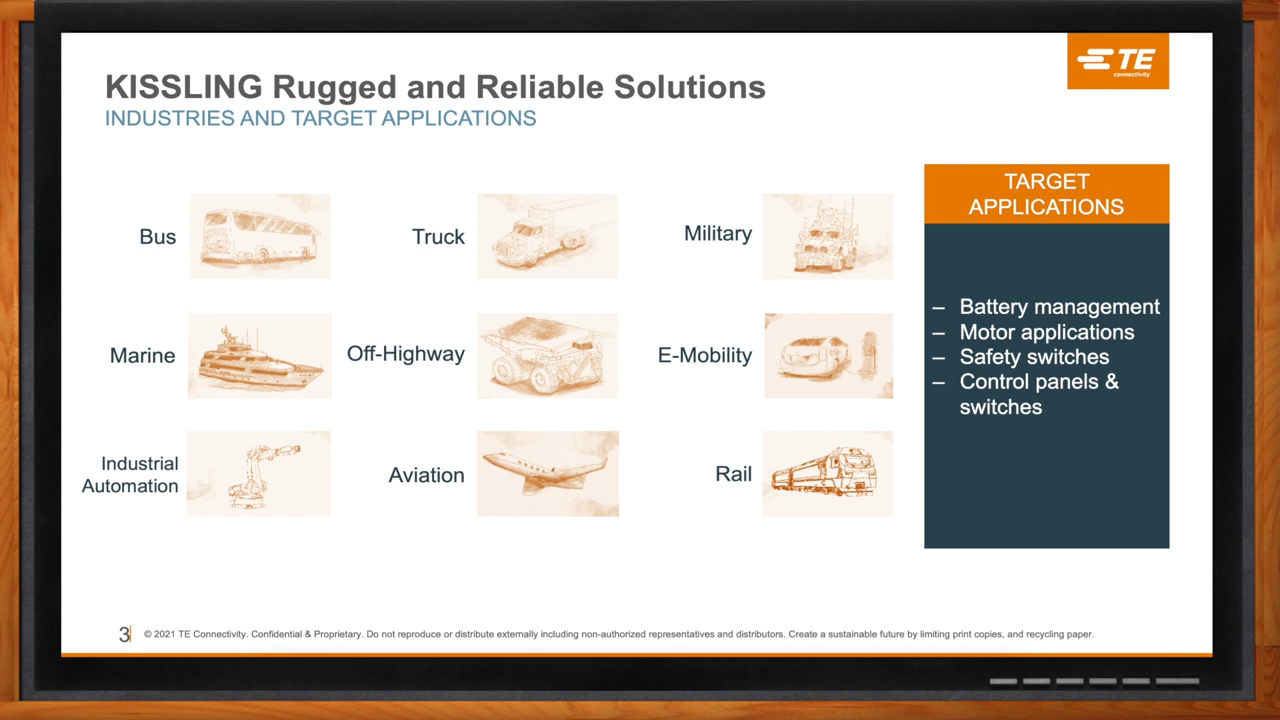 TE
connectivity
KISSLING Rugged and Reliable Solutions
INDUSTRIES AND TARGET APPLICATIONS
Bus
Truck
Military
Marine
Off-Highway
E-Mobility
Industrial
Automation
Aviation
Rail
TARGET
APPLICATIONS
– Battery management
– Motor applications
– Safety switches
– Control panels &
switches
3
© 2021 TE Connectivity. Confidential & Proprietary. Do not reproduce or distribute externally including non-authorized representatives and distributors. Create a sustainable future by limiting print copies, and recycling paper.